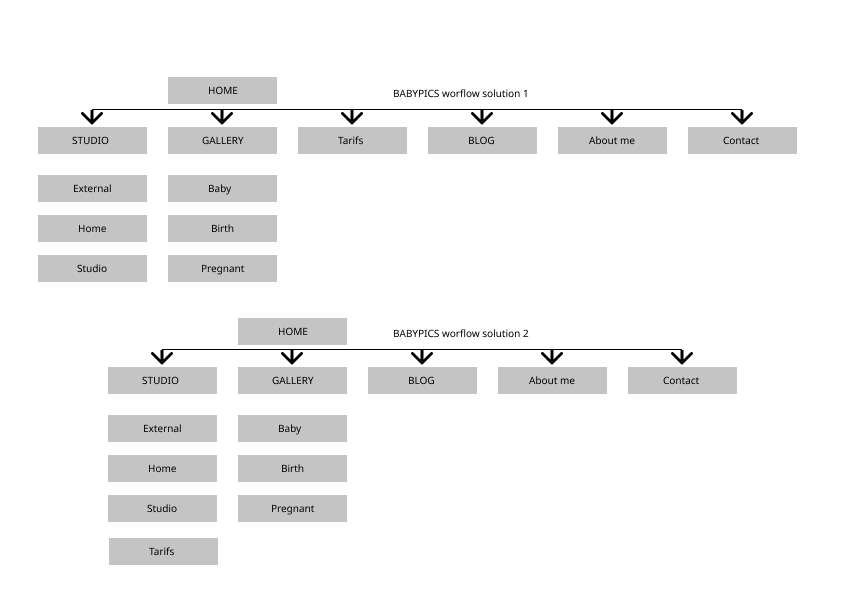 HOME
BABYPICS worflow solution 1
STUDIO
GALLERY
Tarifs
BLOG
About me
Contact
External
Baby
Home
Birth
Studio
Pregnant
HOME
BABYPICS worflow solution 2
STUDIO
GALLERY
BLOG
About me
Contact
External
Baby
Home
Birth
Studio
Pregnant
Tarifs